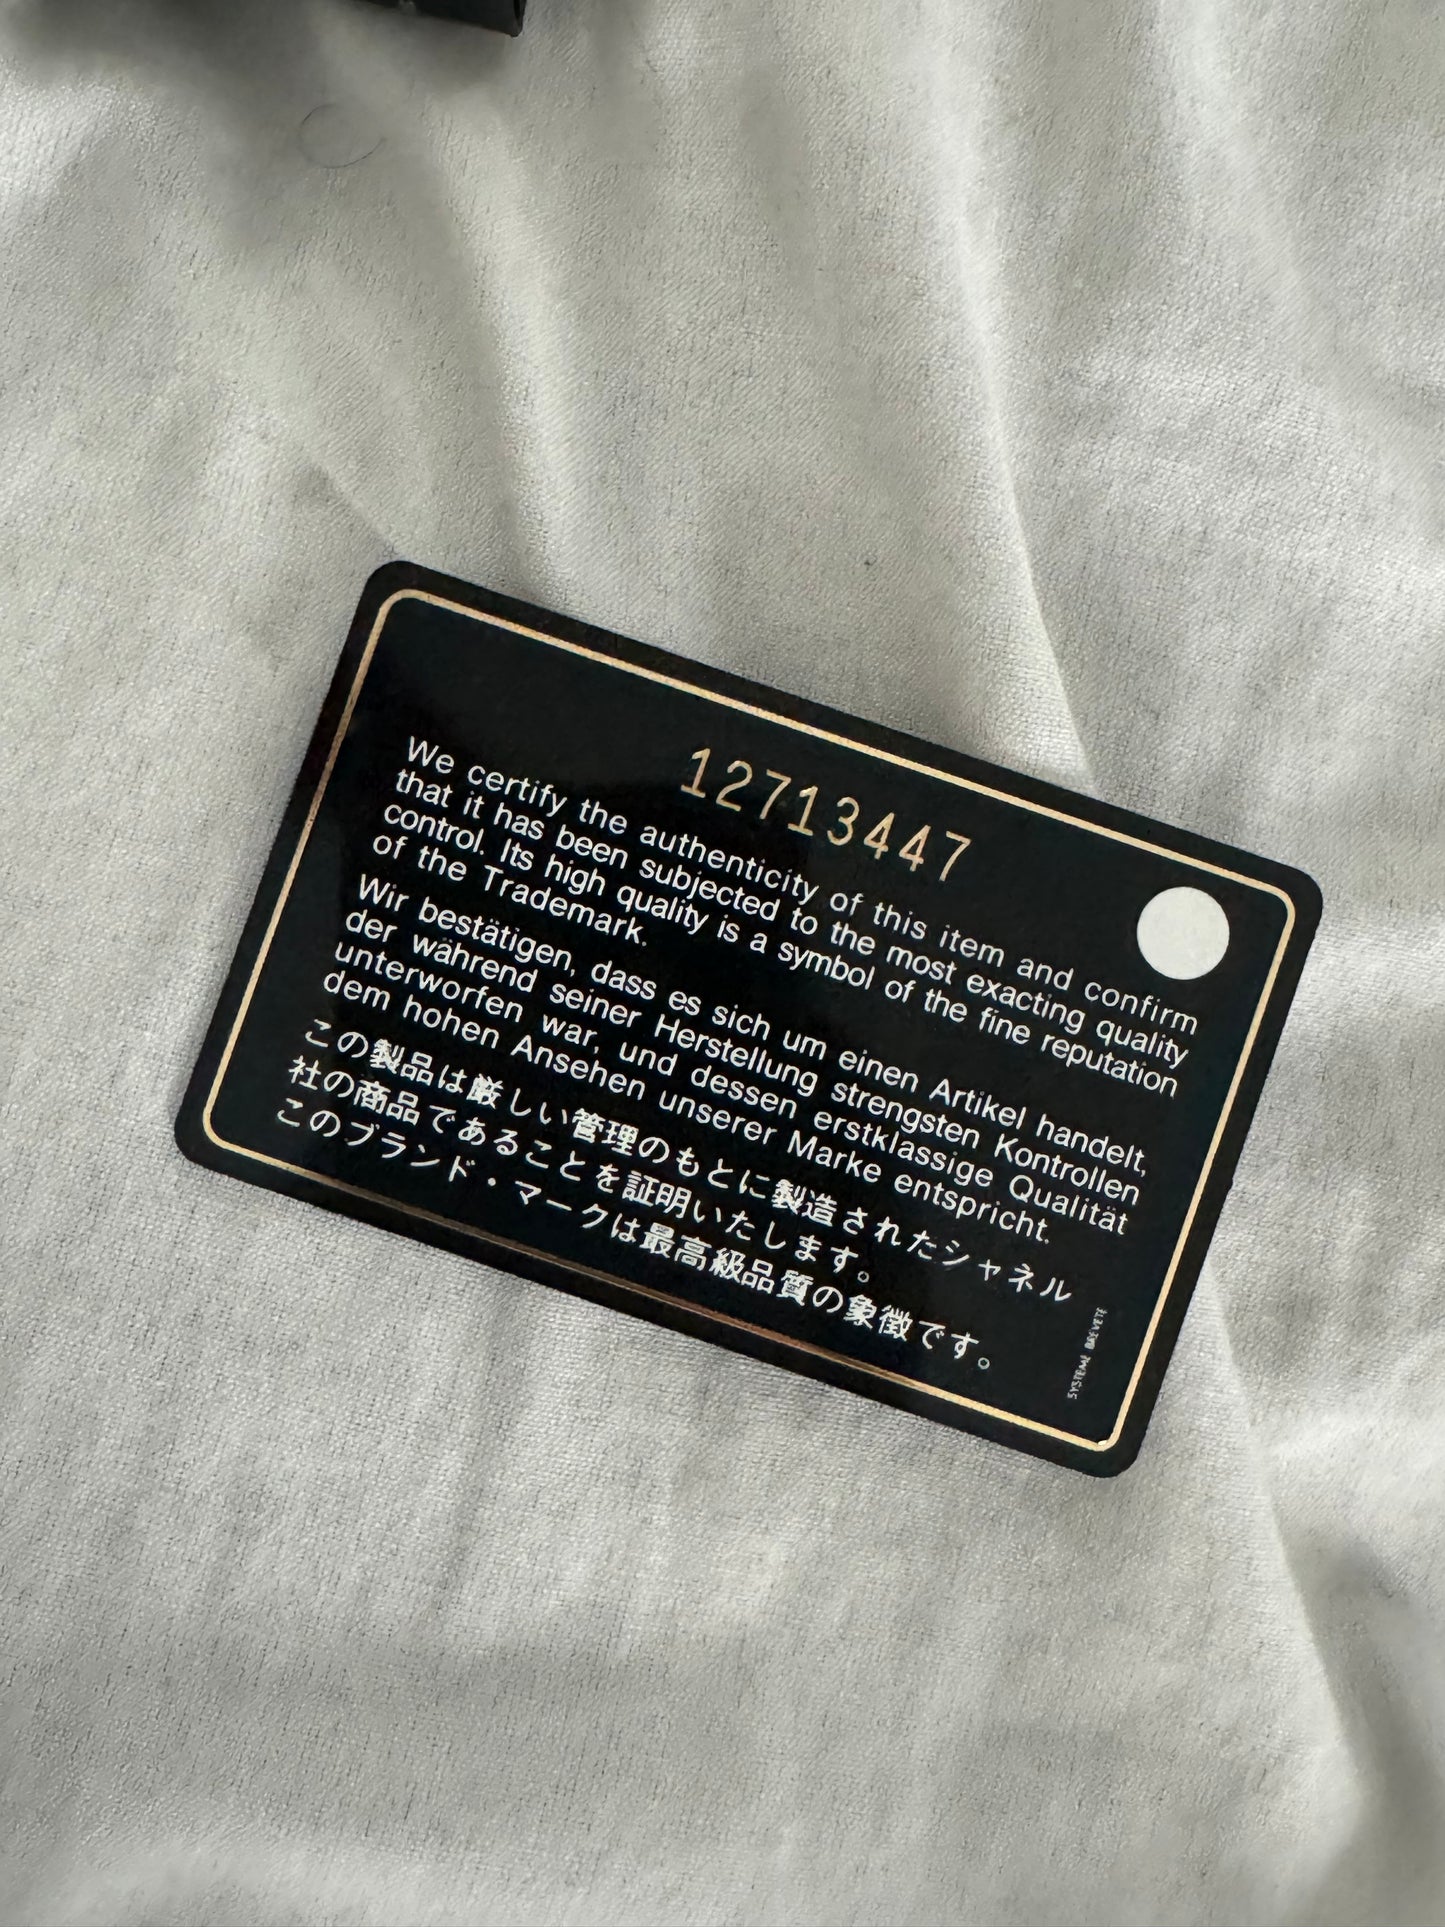 12713447
We certify the authenticity of this item and confirm
that it has been subjected to the most exacting quality
control. Its high quality is a symbol of the fine reputation
of the Trademark.
Wir bestätigen, dass es sich um einen Artikel handelt,
der während seiner Herstellung strengsten Kontrollen
unterworfen war, und dessen erstklassige Qualität
dem hohen Ansehen unserer Marke entspricht.
この製品は厳しい管理のもとに製造されたシャネル
社の商品であることを証明いたします。
このブランド・マークは最高級品質の象徴です。
SYSTEME BREVETE